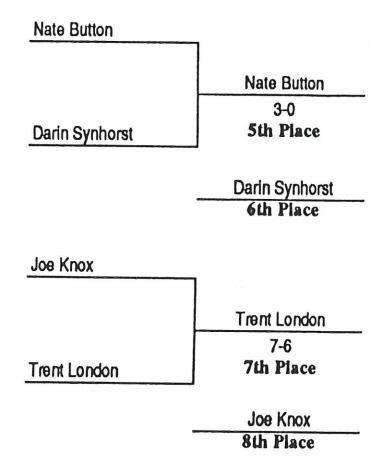 Nate Button
Nate Button
3-0
Darin Synhorst
5th Place
Darin Synhorst
6th Place
Joe Knox
Trent London
7-6
Trent London
7th Place
Joe Knox
8th Place